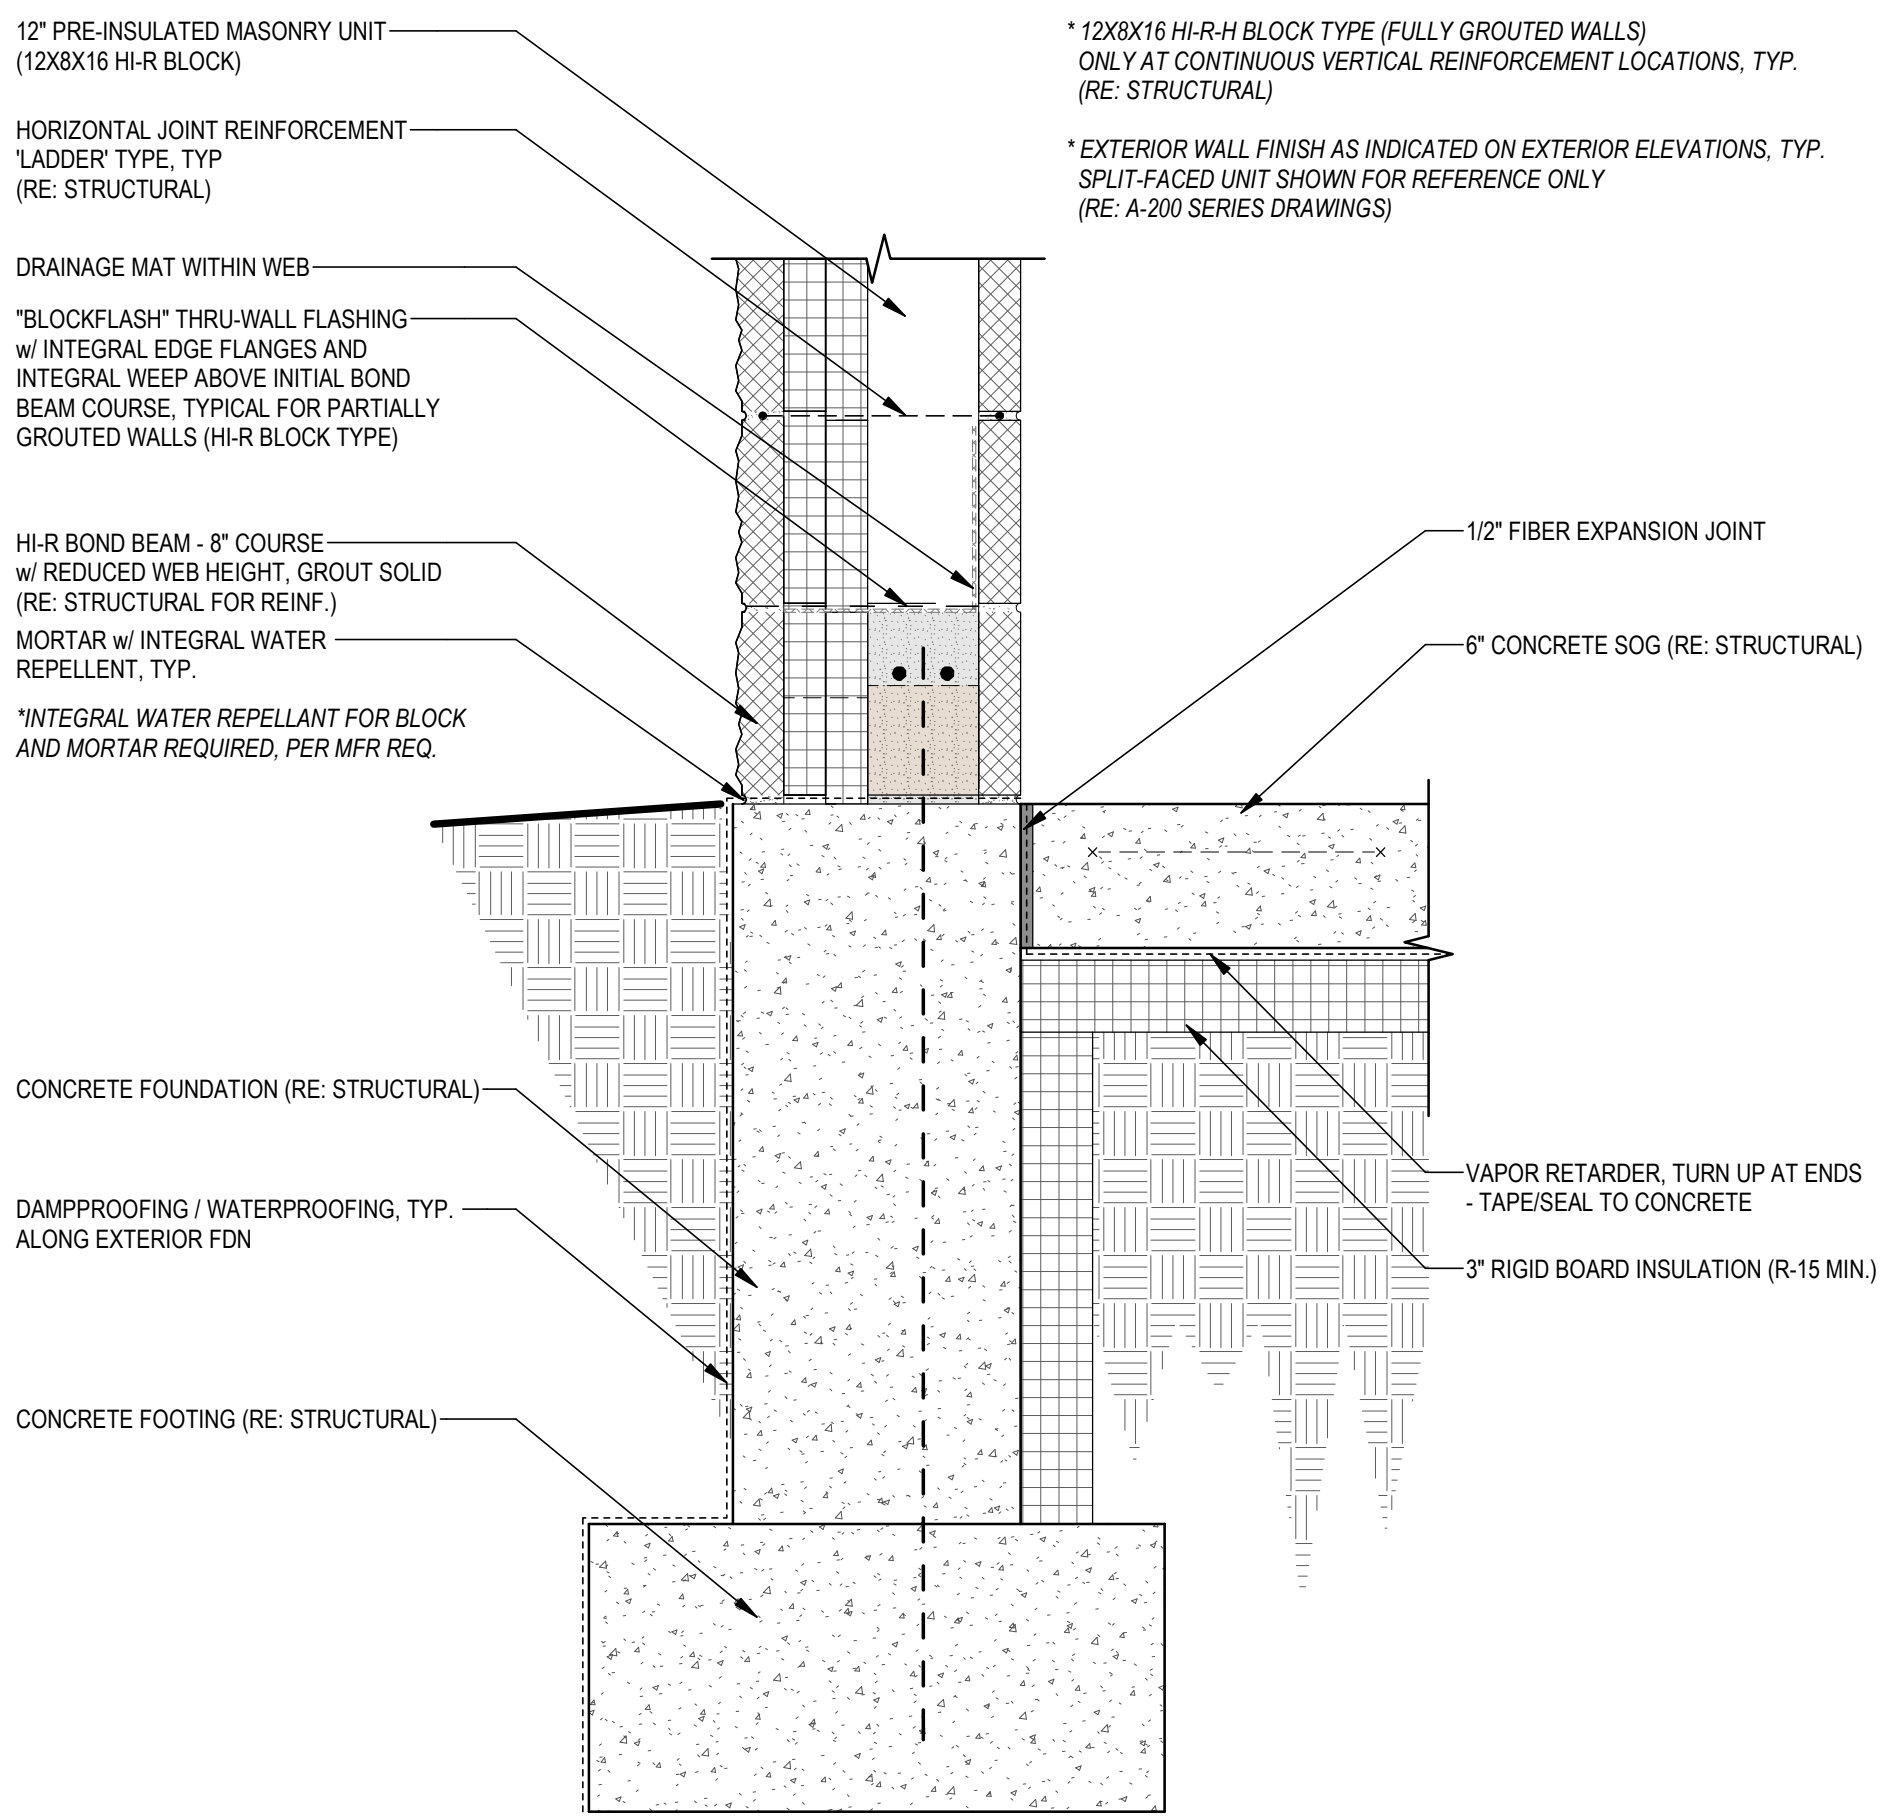 12" PRE-INSULATED MASONRY UNIT
(12X8X16 HI-R BLOCK)
HORIZONTAL JOINT REINFORCEMENT
'LADDER' TYPE, TYP
(RE: STRUCTURAL)
DRAINAGE MAT WITHIN WEB
"BLOCKFLASH" THRU-WALL FLASHING
w/ INTEGRAL EDGE FLANGES AND
INTEGRAL WEEP ABOVE INITIAL BOND
BEAM COURSE, TYPICAL FOR PARTIALLY
GROUTED WALLS (HI-R BLOCK TYPE)
HI-R BOND BEAM - 8" COURSE
w/ REDUCED WEB HEIGHT, GROUT SOLID
(RE: STRUCTURAL FOR REINF.)
MORTAR w/ INTEGRAL WATER
REPELLENT, TYP.
*INTEGRAL WATER REPELLANT FOR BLOCK
AND MORTAR REQUIRED, PER MFR REQ.
CONCRETE FOUNDATION (RE: STRUCTURAL)
DAMPPROOFING / WATERPROOFING, TYP.
ALONG EXTERIOR FDN
CONCRETE FOOTING (RE: STRUCTURAL)
* 12X8X16 HI-R-H BLOCK TYPE (FULLY GROUTED WALLS)
ONLY AT CONTINUOUS VERTICAL REINFORCEMENT LOCATIONS, TYP.
(RE: STRUCTURAL)
* EXTERIOR WALL FINISH AS INDICATED ON EXTERIOR ELEVATIONS, TYP.
SPLIT-FACED UNIT SHOWN FOR REFERENCE ONLY
(RE: A-200 SERIES DRAWINGS)
1/2" FIBER EXPANSION JOINT
6" CONCRETE SOG (RE: STRUCTURAL)
VAPOR RETARDER, TURN UP AT ENDS
- TAPE/SEAL TO CONCRETE
3" RIGID BOARD INSULATION (R-15 MIN.)